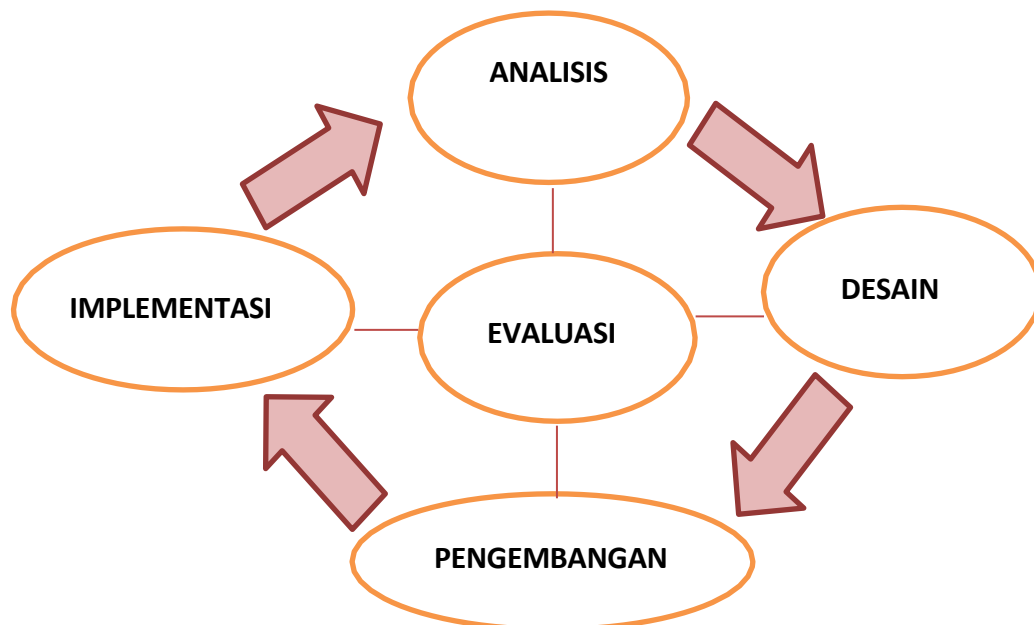 ANALISIS
DESAIN
IMPLEMENTASI
EVALUASI
PENGEMBANGAN